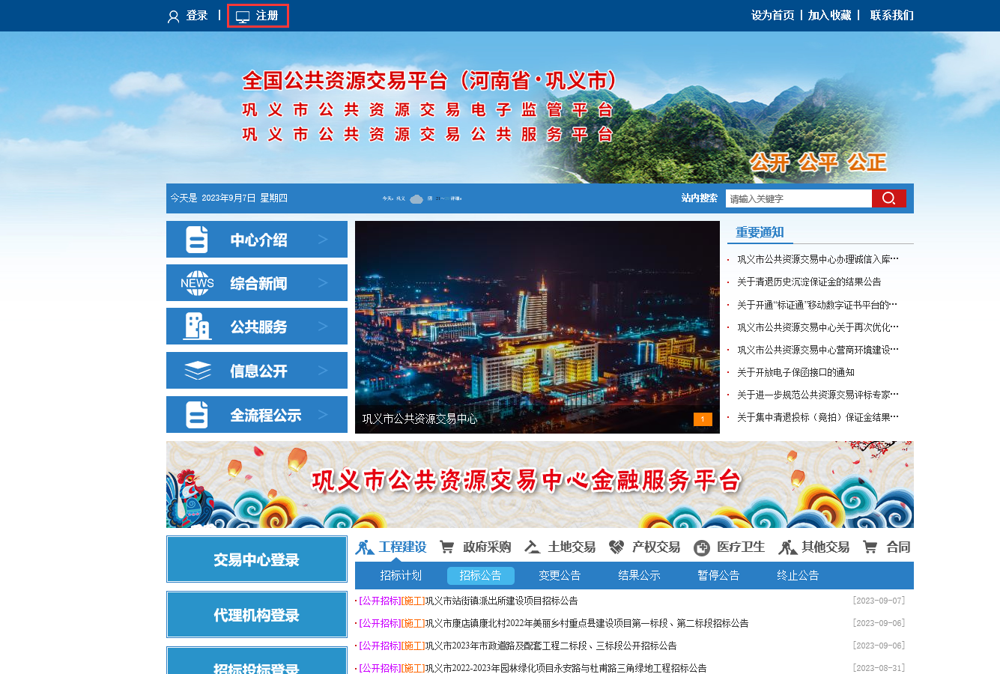 登录 | 注册
设为首页 | 加入收藏 | 联系我们
全国公共资源交易平台（河南省·巩义市）
巩义市公共资源交易电子监管平台
巩义市公共资源交易公共服务平台
公开 公平 公正
今天是 2023年9月7日 星期四
今天: 巩义
详细»
站内搜索
请输入关键字
中心介绍 >
NEWS 综合新闻 >
公共服务 >
信息公开 >
全流程公示 >
巩义市公共资源交易中心
1
重要通知
巩义市公共资源交易中心办理诚信入库…
关于清退历史沉淀保证金的结果公告
关于开通“标证通”移动数字证书平台的…
巩义市公共资源交易中心关于再次优化…
巩义市公共资源交易中心营商环境建设…
关于开放电子保函接口的通知
关于进一步规范公共资源交易评标专家…
关于集中清退投标（竟拍）保证金结果…
巩义市公共资源交易中心金融服务平台
交易中心登录
代理机构登录
招标投标登录
工程建设 政府采购 土地交易 产权交易 医疗卫生 其他交易 合同
招标计划 招标公告 变更公告 结果公示 暂停公告 终止公告
[公开招标][施工]巩义市站街镇派出所建设项目招标公告 [2023-09-07]
[公开招标][施工]巩义市康店镇康北村2022年美丽乡村重点县建设项目第一标段、第二标段招标公告 [2023-09-06]
[公开招标][施工]巩义市2023年市政道路及配套工程二标段、三标段公开招标公告 [2023-09-06]
[公开招标][施工]巩义市2022-2023年园林绿化项目永安路与杜甫路三角绿地工程招标公告 [2023-08-31]